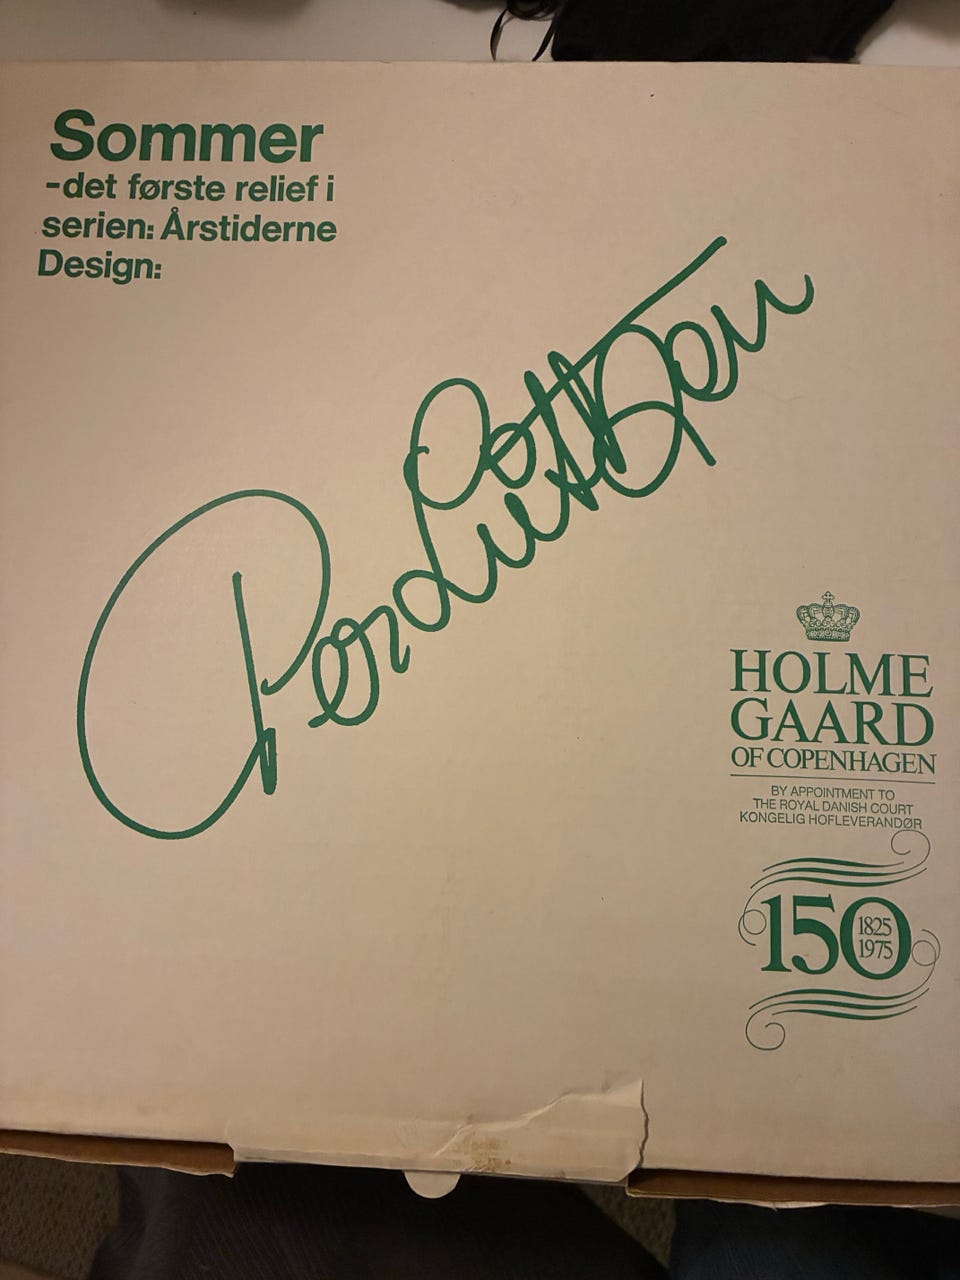 Sommer
-det første relief i
serien: Årstiderne
Design:
Per Lütken
HOLME
GAARD
OF COPENHAGEN
BY APPOINTMENT TO
THE ROYAL DANISH COURT
KONGELIG HOFLEVERANDØR
150
1825
1975